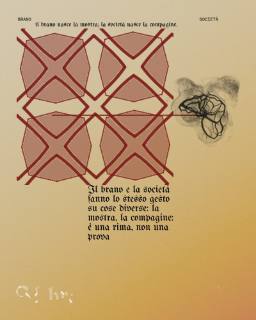 BRANO
SOCIETÀ
Il brano nasce la mostra; la società nasce la compagine.
Il brano e la società
fanno lo stesso gesto
su cose diverse: la
mostra, la compagine:
è una rima, non una
prova